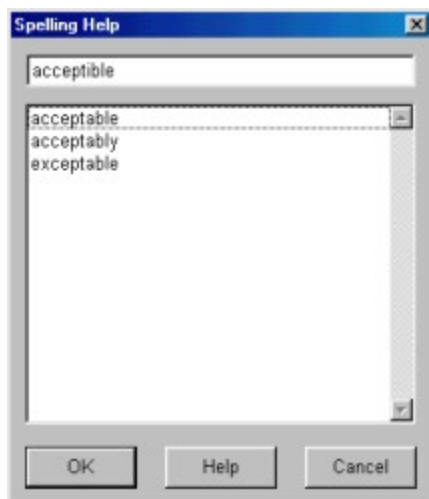 Spelling Help
acceptible
acceptable
acceptably
exceptable
OK Help Cancel